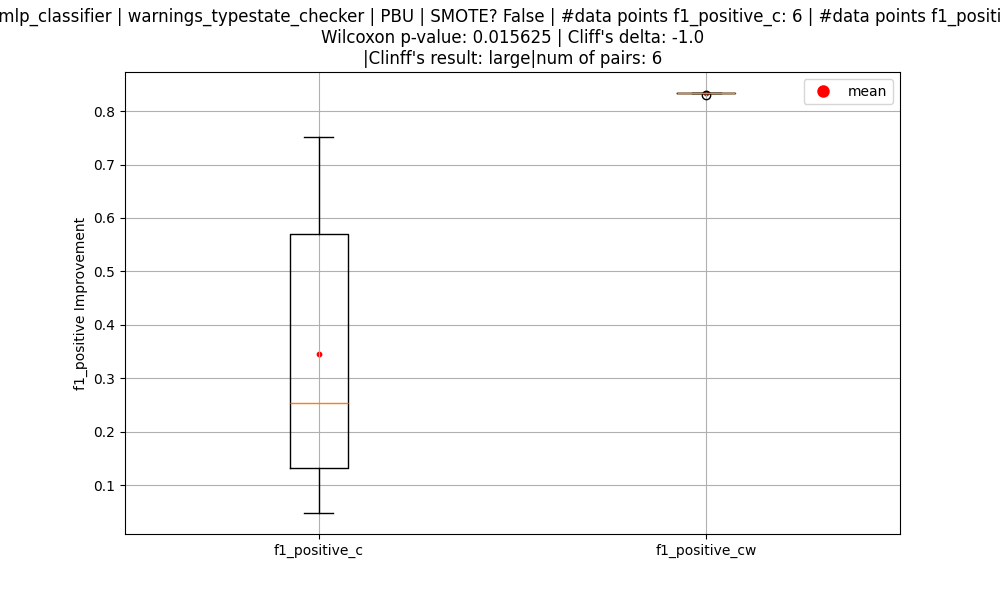 mlp_classifier | warnings_typestate_checker | PBU | SMOTE? False | #data points f1_positive_c: 6 | #data points f1_positi
Wilcoxon p-value: 0.015625 | Cliff's delta: -1.0
|Clinff's result: large|num of pairs: 6
mean
f1_positive Improvement
0.8
0.7
0.6
0.5
0.4
0.3
0.2
0.1
f1_positive_c
f1_positive_cw